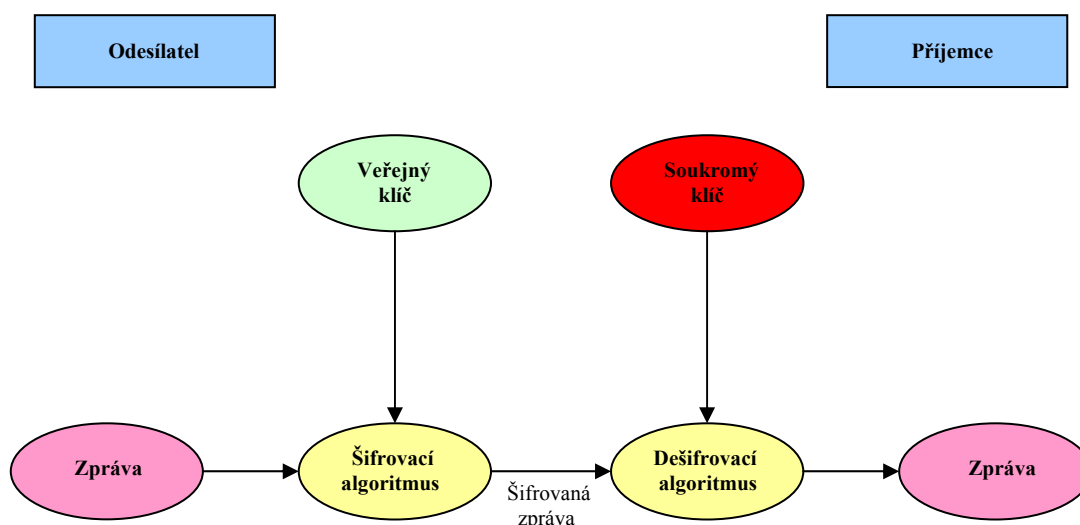 Odesílatel
Příjemce
Veřejný
klíč
Soukromý
klíč
Zpráva
Šifrovací
algoritmus
Šifrovaná
zpráva
Dešifrovací
algoritmus
Zpráva